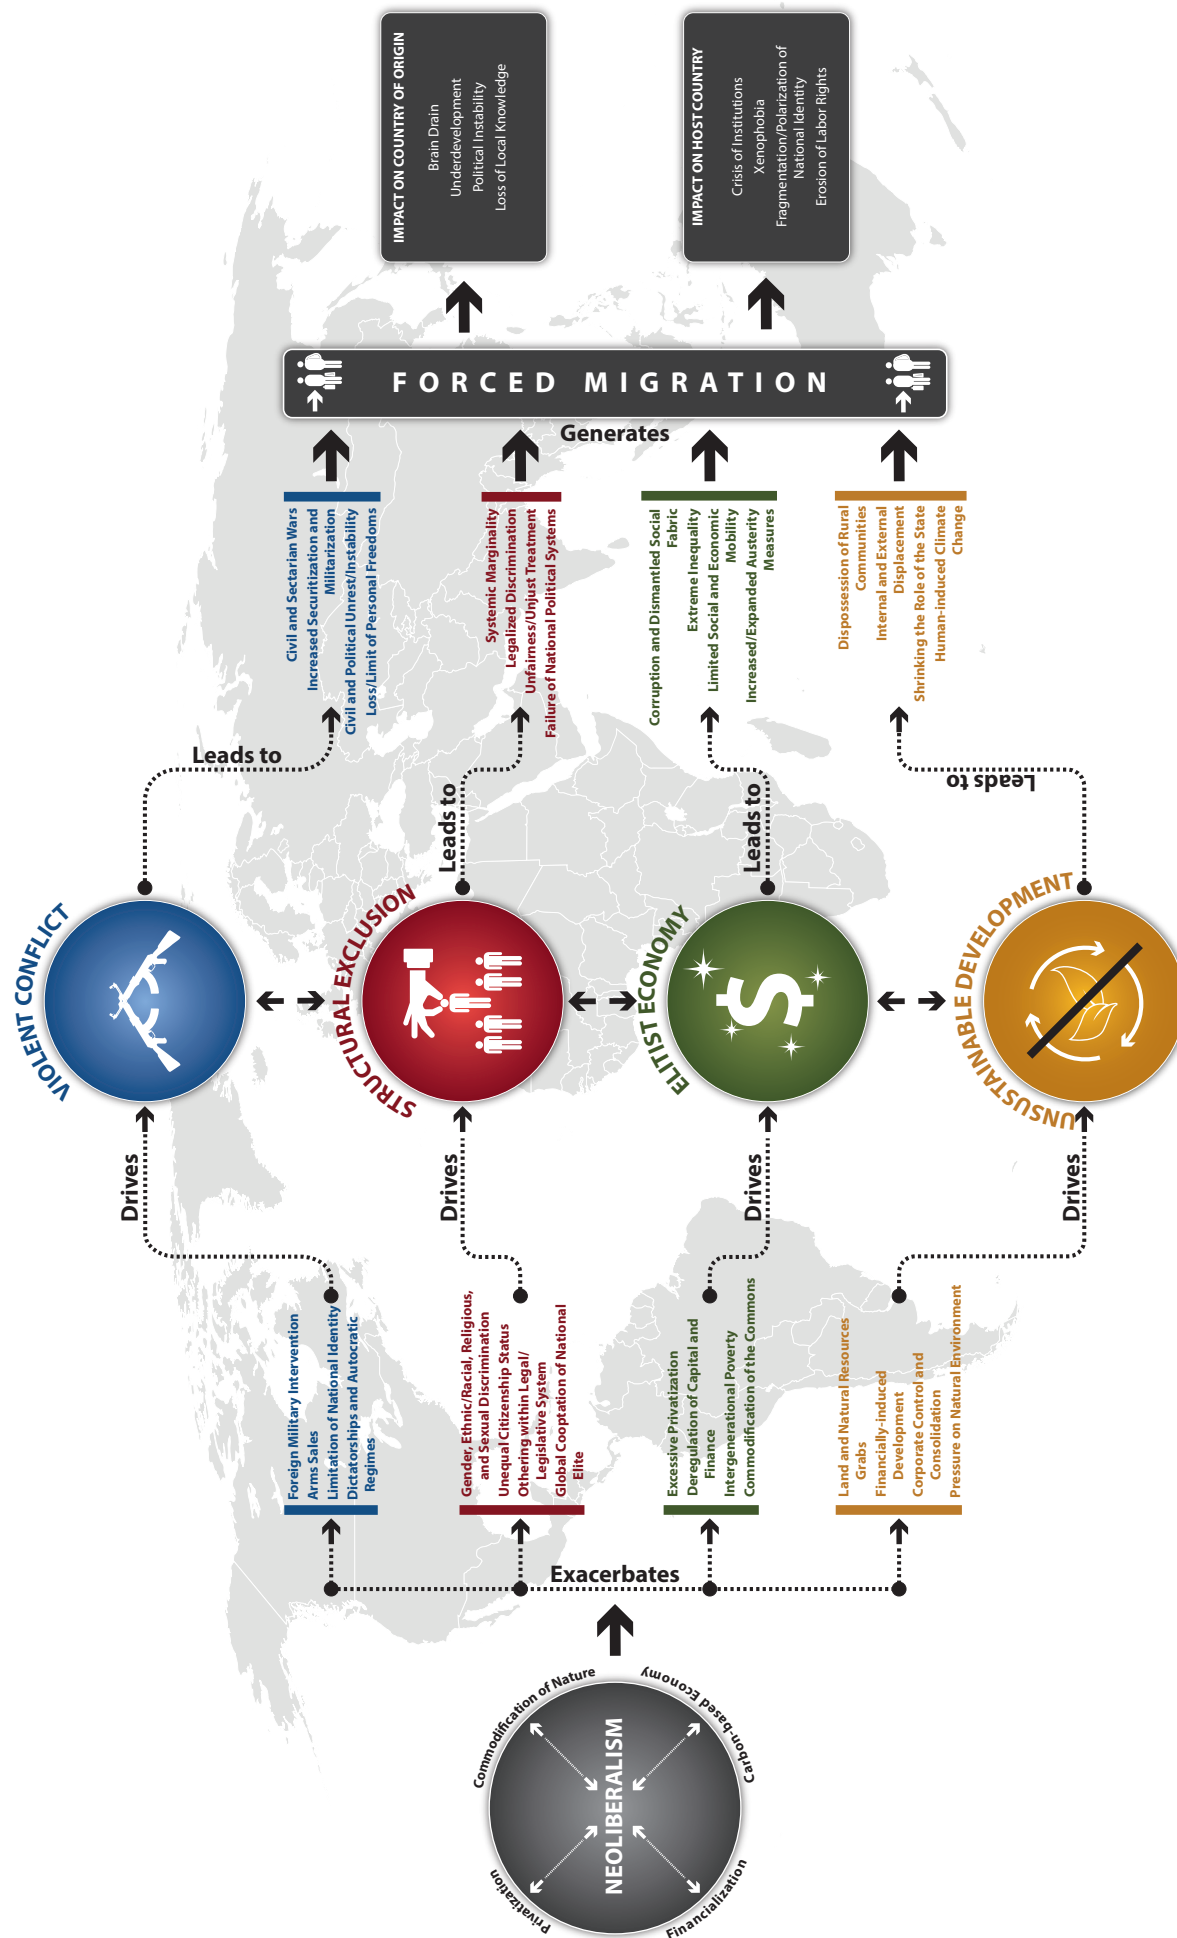 Privatization
Commodification of Nature
NEOLIBERALISM
Financialization
Carbon-based Economy
Exacerbates
Foreign Military Intervention
Arms Sales
Limitation of National Identity
Dictatorships and Autocratic
Regimes
Gender, Ethnic/Racial, Religious,
and Sexual Discrimination
Unequal Citizenship Status
Othering within Legal/
Legislative System
Global Cooptation of National
Elite
Excessive Privatization
Deregulation of Capital and
Finance
Intergenerational Poverty
Commodification of the Commons
Land and Natural Resources
Grabs
Financially-induced
Development
Corporate Control and
Consolidation
Pressure on Natural Environment
Drives
Drives
Drives
Drives
VIOLENT CONFLICT
STRUCTURAL EXCLUSION
ELITIST ECONOMY
$
UNSUSTAINABLE DEVELOPMENT
Leads to
Leads to
Leads to
Leads to
Civil and Sectarian Wars
Increased Securitization and
Militarization
Civil and Political Unrest/Instability
Loss/Limit of Personal Freedoms
Systemic Marginality
Legalized Discrimination
Unfairness/Unjust Treatment
Failure of National Political Systems
Corruption and Dismantled Social
Fabric
Extreme Inequality
Limited Social and Economic
Mobility
Increased/Expanded Austerity
Measures
Dispossession of Rural
Communities
Internal and External
Displacement
Shrinking the Role of the State
Human-induced Climate
Change
Generates
FORCED MIGRATION
IMPACT ON COUNTRY OF ORIGIN
Brain Drain
Underdevelopment
Political Instability
Loss of Local Knowledge
IMPACT ON HOST COUNTRY
Crisis of Institutions
Xenophobia
Fragmentation/Polarization of
National Identity
Erosion of Labor Rights